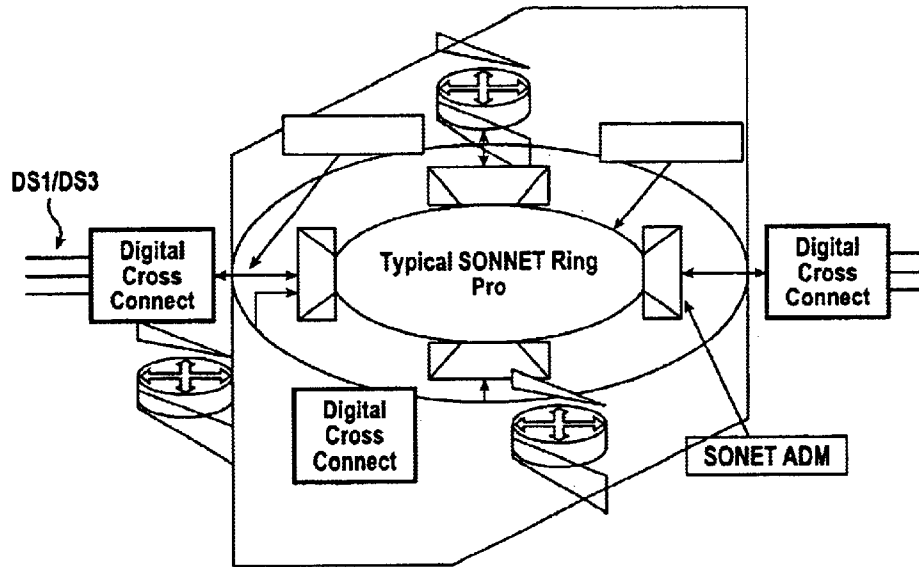 DS1/DS3
Digital
Cross
Connect
Typical SONNET Ring
Pro
Digital
Cross
Connect
Digital
Cross
Connect
SONET ADM